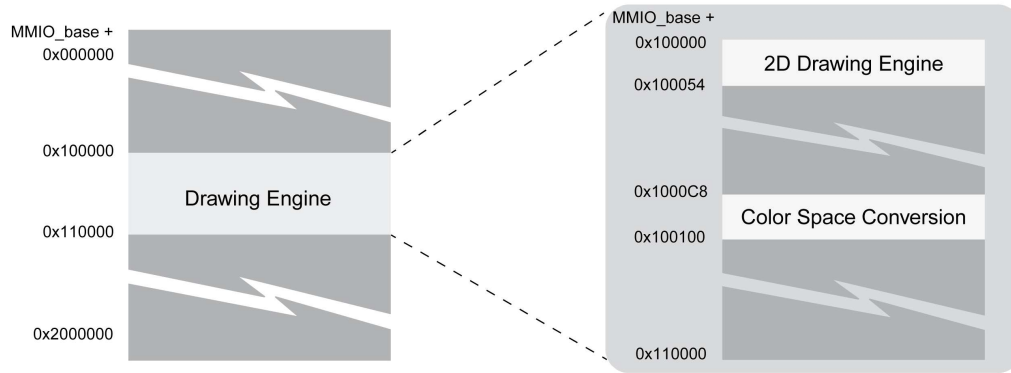 MMIO_base +
0x000000
0x100000
Drawing Engine
0x110000
0x2000000
MMIO_base +
0x100000
2D Drawing Engine
0x100054
0x1000C8
Color Space Conversion
0x100100
0x110000